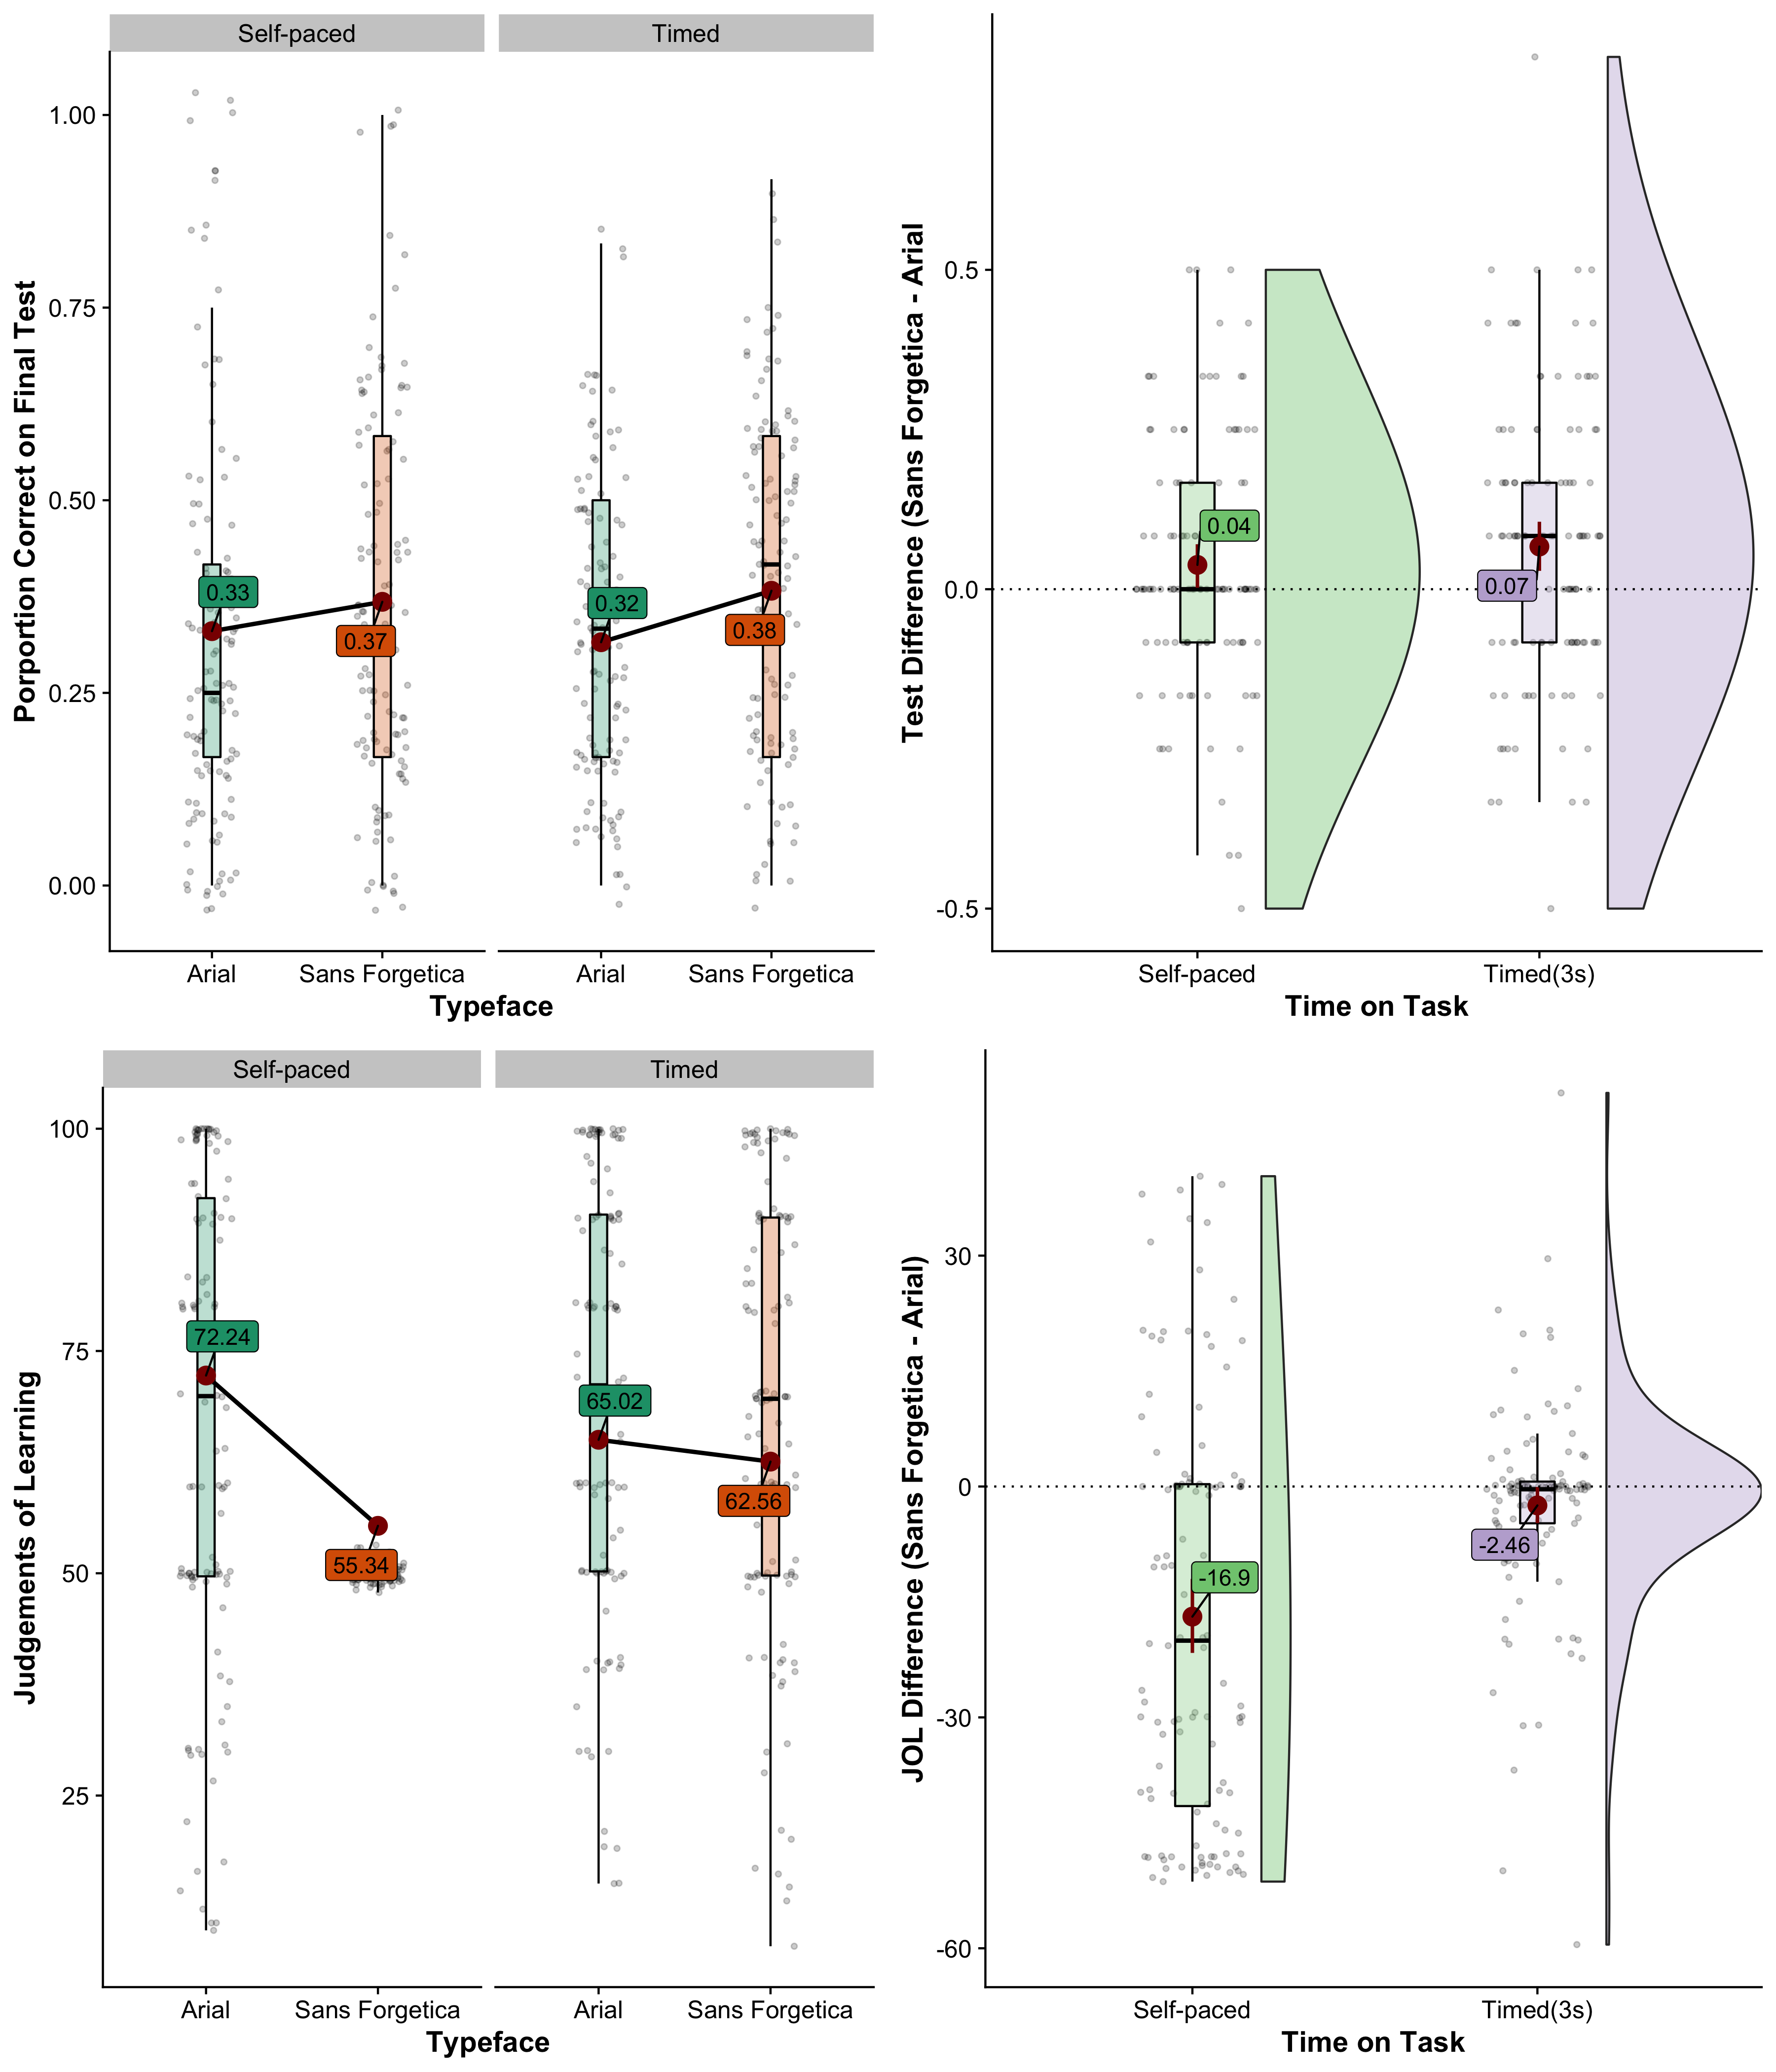 Self-paced
Timed
Porportion Correct on Final Test
1.00
0.75
0.50
0.25
0.00
0.33
0.37
0.32
0.38
Arial
Sans Forgetica
Arial
Sans Forgetica
Typeface
Test Difference (Sans Forgetica - Arial
0.5
0.0
-0.5
0.04
0.07
Self-paced
Timed(3s)
Time on Task
Self-paced
Timed
Judgements of Learning
100
75
50
25
72.24
55.34
65.02
62.56
Arial
Sans Forgetica
Arial
Sans Forgetica
Typeface
JOL Difference (Sans Forgetica - Arial)
30
0
-30
-60
-16.9
-2.46
Self-paced
Timed(3s)
Time on Task